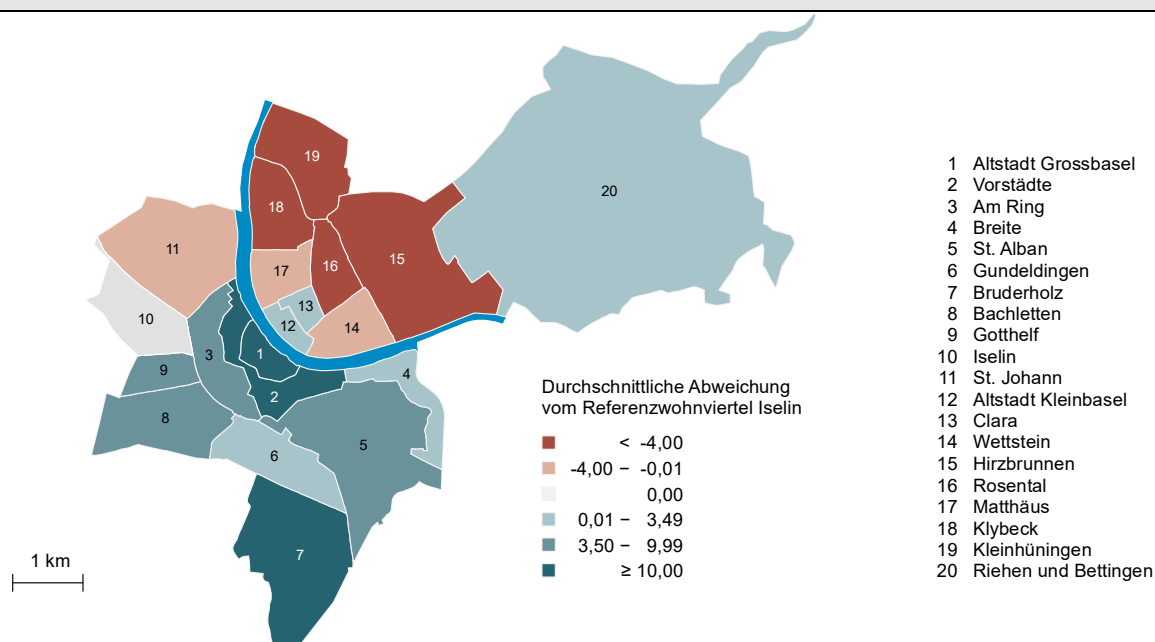 19
20
18
11
15
17
16
13
10
12
14
3
1
9
4
2
8
5
6
7
1 km
Durchschnittliche Abweichung
vom Referenzwohnviertel Iselin
< -4,00
-4,00 – -0,01
0,00
0,01 – 3,49
3,50 – 9,99
≥ 10,00
1 Altstadt Grossbasel
2 Vorstädte
3 Am Ring
4 Breite
5 St. Alban
6 Gundeldingen
7 Bruderholz
8 Bachletten
9 Gotthelf
10 Iselin
11 St. Johann
12 Altstadt Kleinbasel
13 Clara
14 Wettstein
15 Hirzbrunnen
16 Rosental
17 Matthäus
18 Klybeck
19 Kleinhüningen
20 Riehen und Bettingen